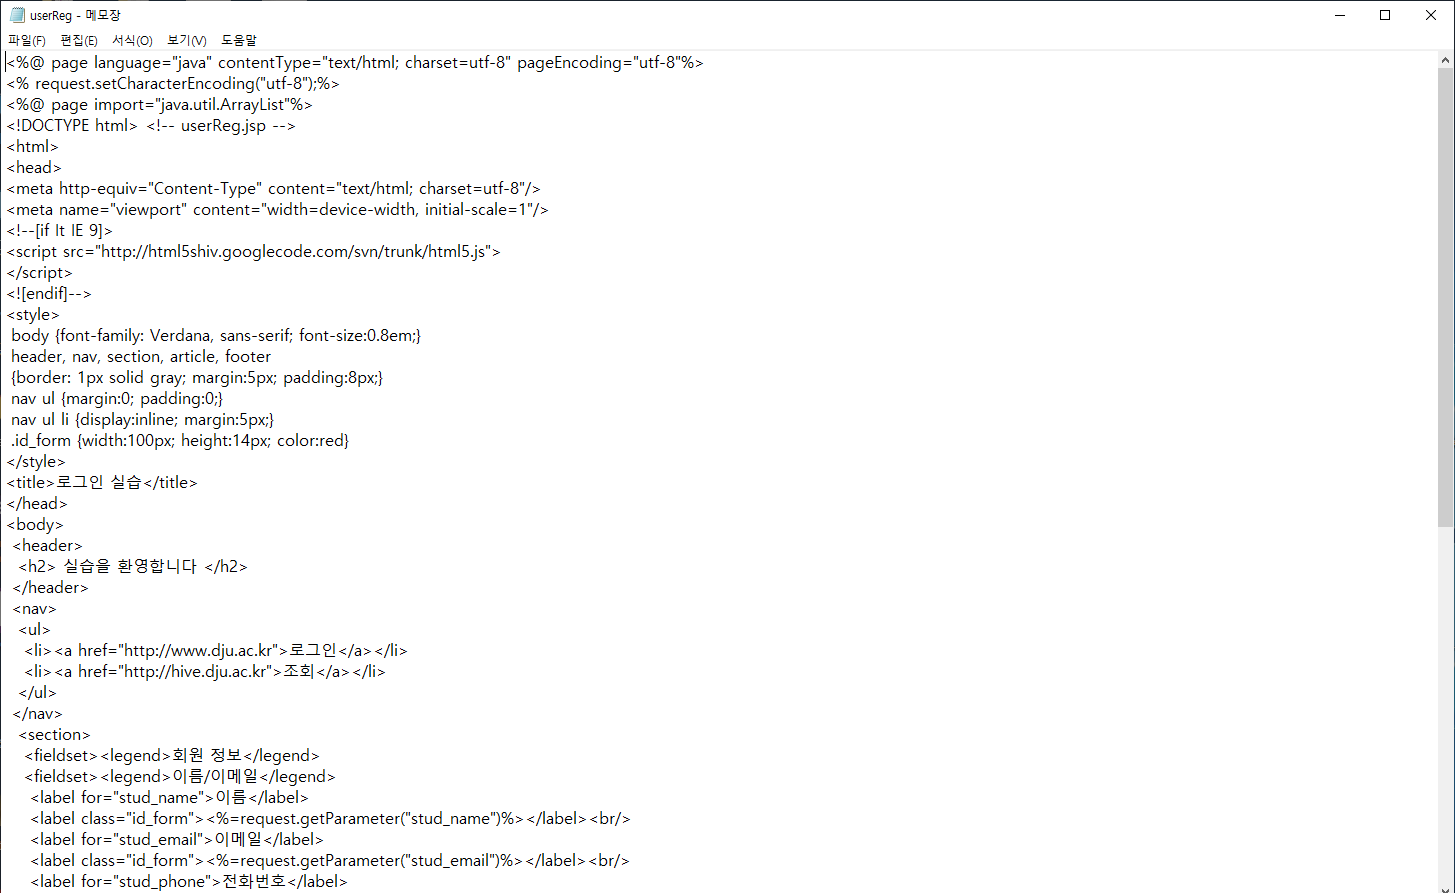 userReg - 메모장
파일(F) 편집(E) 서식(O) 보기(V) 도움말
<%@ page language="java" contentType="text/html; charset=utf-8" pageEncoding="utf-8"%>
<% request.setCharacterEncoding("utf-8");%>
<%@ page import="java.util.ArrayList"%>
<!DOCTYPE html> <!-- userReg.jsp -->
<html>
<head>
<meta http-equiv="Content-Type" content="text/html; charset=utf-8"/>
<meta name="viewport" content="width=device-width, initial-scale=1"/>
<!--[if lt IE 9]>
<script src="http://html5shiv.googlecode.com/svn/trunk/html5.js">
</script>
<![endif]-->
<style>
body {font-family: Verdana, sans-serif; font-size:0.8em;}
header, nav, section, article, footer
{border: 1px solid gray; margin:5px; padding:8px;}
nav ul {margin:0; padding:0;}
nav ul li {display:inline; margin:5px;}
.id_form {width:100px; height:14px; color:red}
</style>
<title>로그인 실습</title>
</head>
<body>
<header>
<h2> 실습을 환영합니다 </h2>
</header>
<nav>
<ul>
<li><a href="http://www.dju.ac.kr">로그인</a></li>
<li><a href="http://hive.dju.ac.kr">조회</a></li>
</ul>
</nav>
<section>
<fieldset><legend>회원 정보</legend>
<fieldset><legend>이름/이메일</legend>
<label for="stud_name">이름</label>
<label class="id_form"><%=request.getParameter("stud_name")%></label><br/>
<label for="stud_email">이메일</label>
<label class="id_form"><%=request.getParameter("stud_email")%></label><br/>
<label for="stud_phone">전화번호</label>